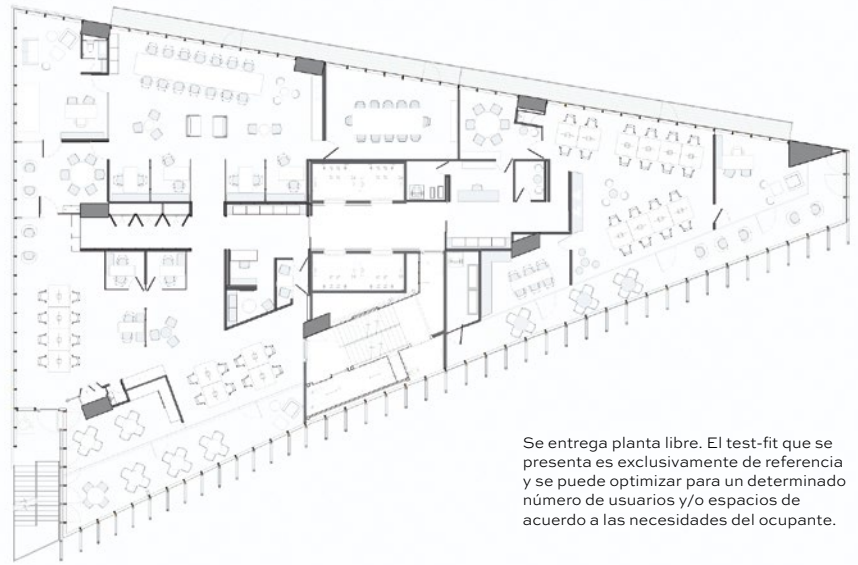 Se entrega planta libre. El test-fit que se
presenta es exclusivamente de referencia
y se puede optimizar para un determinado
número de usuarios y/o espacios de
acuerdo a las necesidades del ocupante.